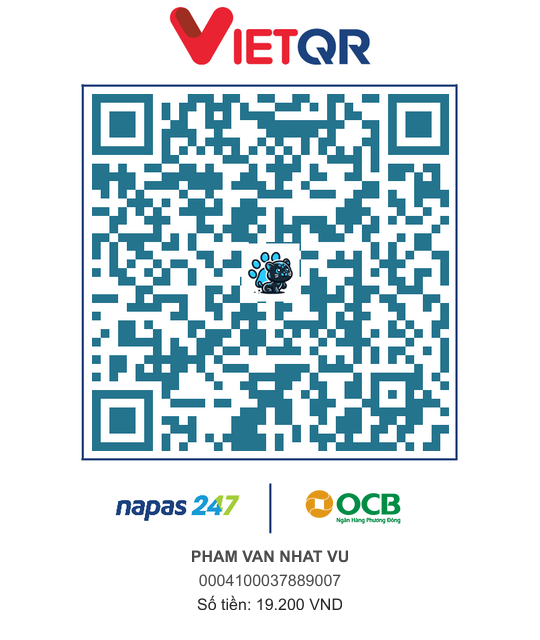 VIETQR
napas 247
OCB
Ngân Hàng Phương Đông
PHAM VAN NHAT VU
0004100037889007
Số tiền: 19.200 VND